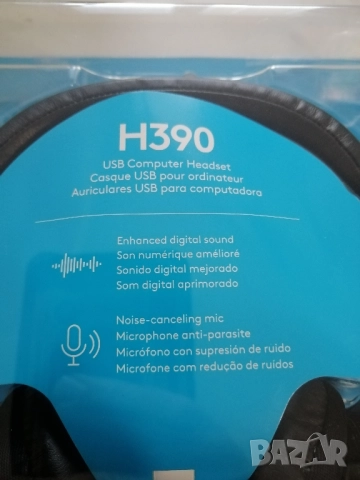 H390
USB Computer Headset
Casque USB pour ordinateur
Auriculares USB para computadora
Enhanced digital sound
Son numérique amélioré
Sonido digital mejorado
Som digital aprimorado
Noise-canceling mic
Microphone anti-parasite
Micrófono con supresión de ruido
Microfone com redução de ruídos
BAZAR